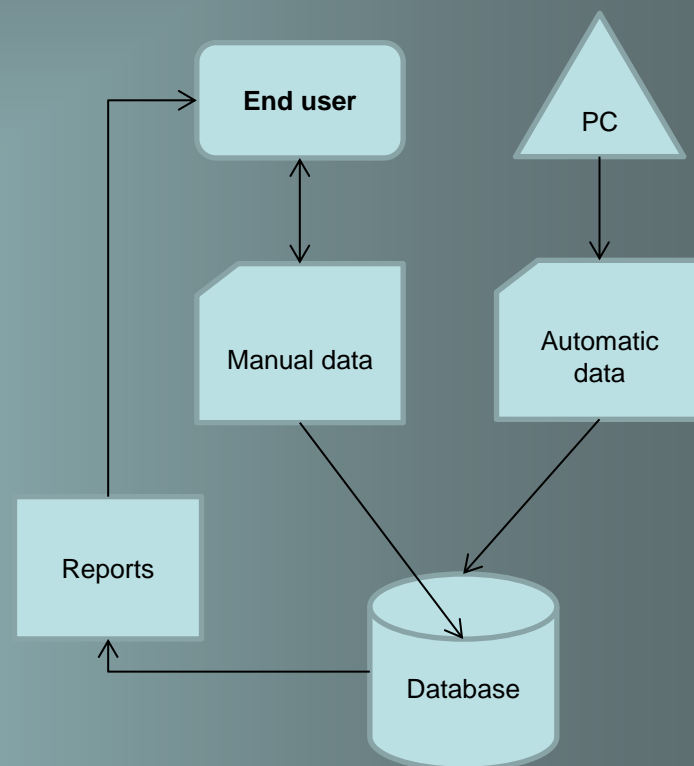 End user
PC
Manual data
Automatic
data
Reports
Database